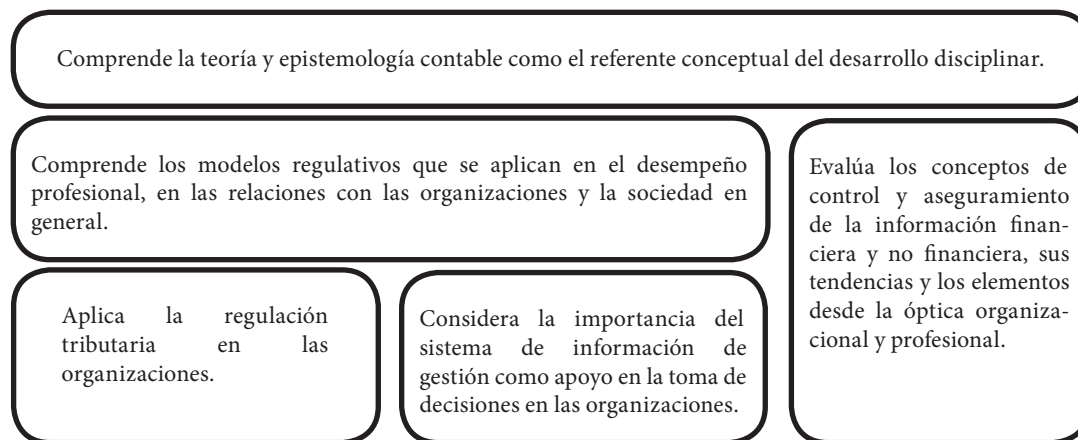 Comprende la teoría y epistemología contable como el referente conceptual del desarrollo disciplinar.
Comprende los modelos regulativos que se aplican en el desempeño
profesional, en las relaciones con las organizaciones y la sociedad en
general.
Evalúa los conceptos de
control y aseguramiento
de la información finan-
ciera y no financiera, sus
tendencias y los elementos
desde la óptica organiza-
cional y profesional.
Aplica la regulación
tributaria en las
organizaciones.
Considera la importancia del
sistema de información de
gestión como apoyo en la toma de
decisiones en las organizaciones.